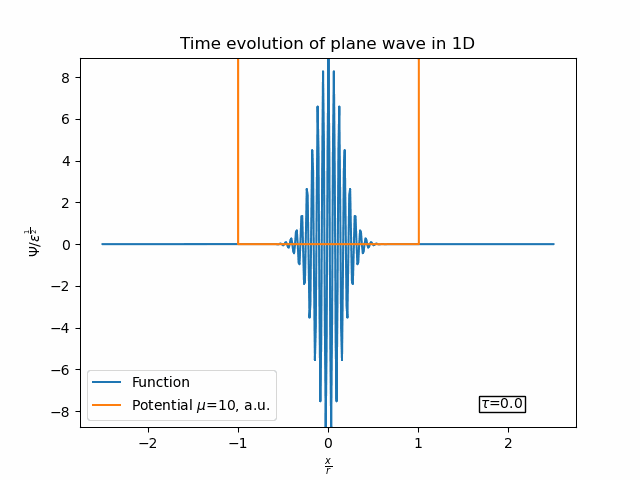 Time evolution of plane wave in 1D
8
6
4
2
0
−2
−4
−6
−8
Ψ/ε^{1/2}
Function
Potential μ=10, a.u.
τ=0.0
−2 −1 0 1 2
x/r